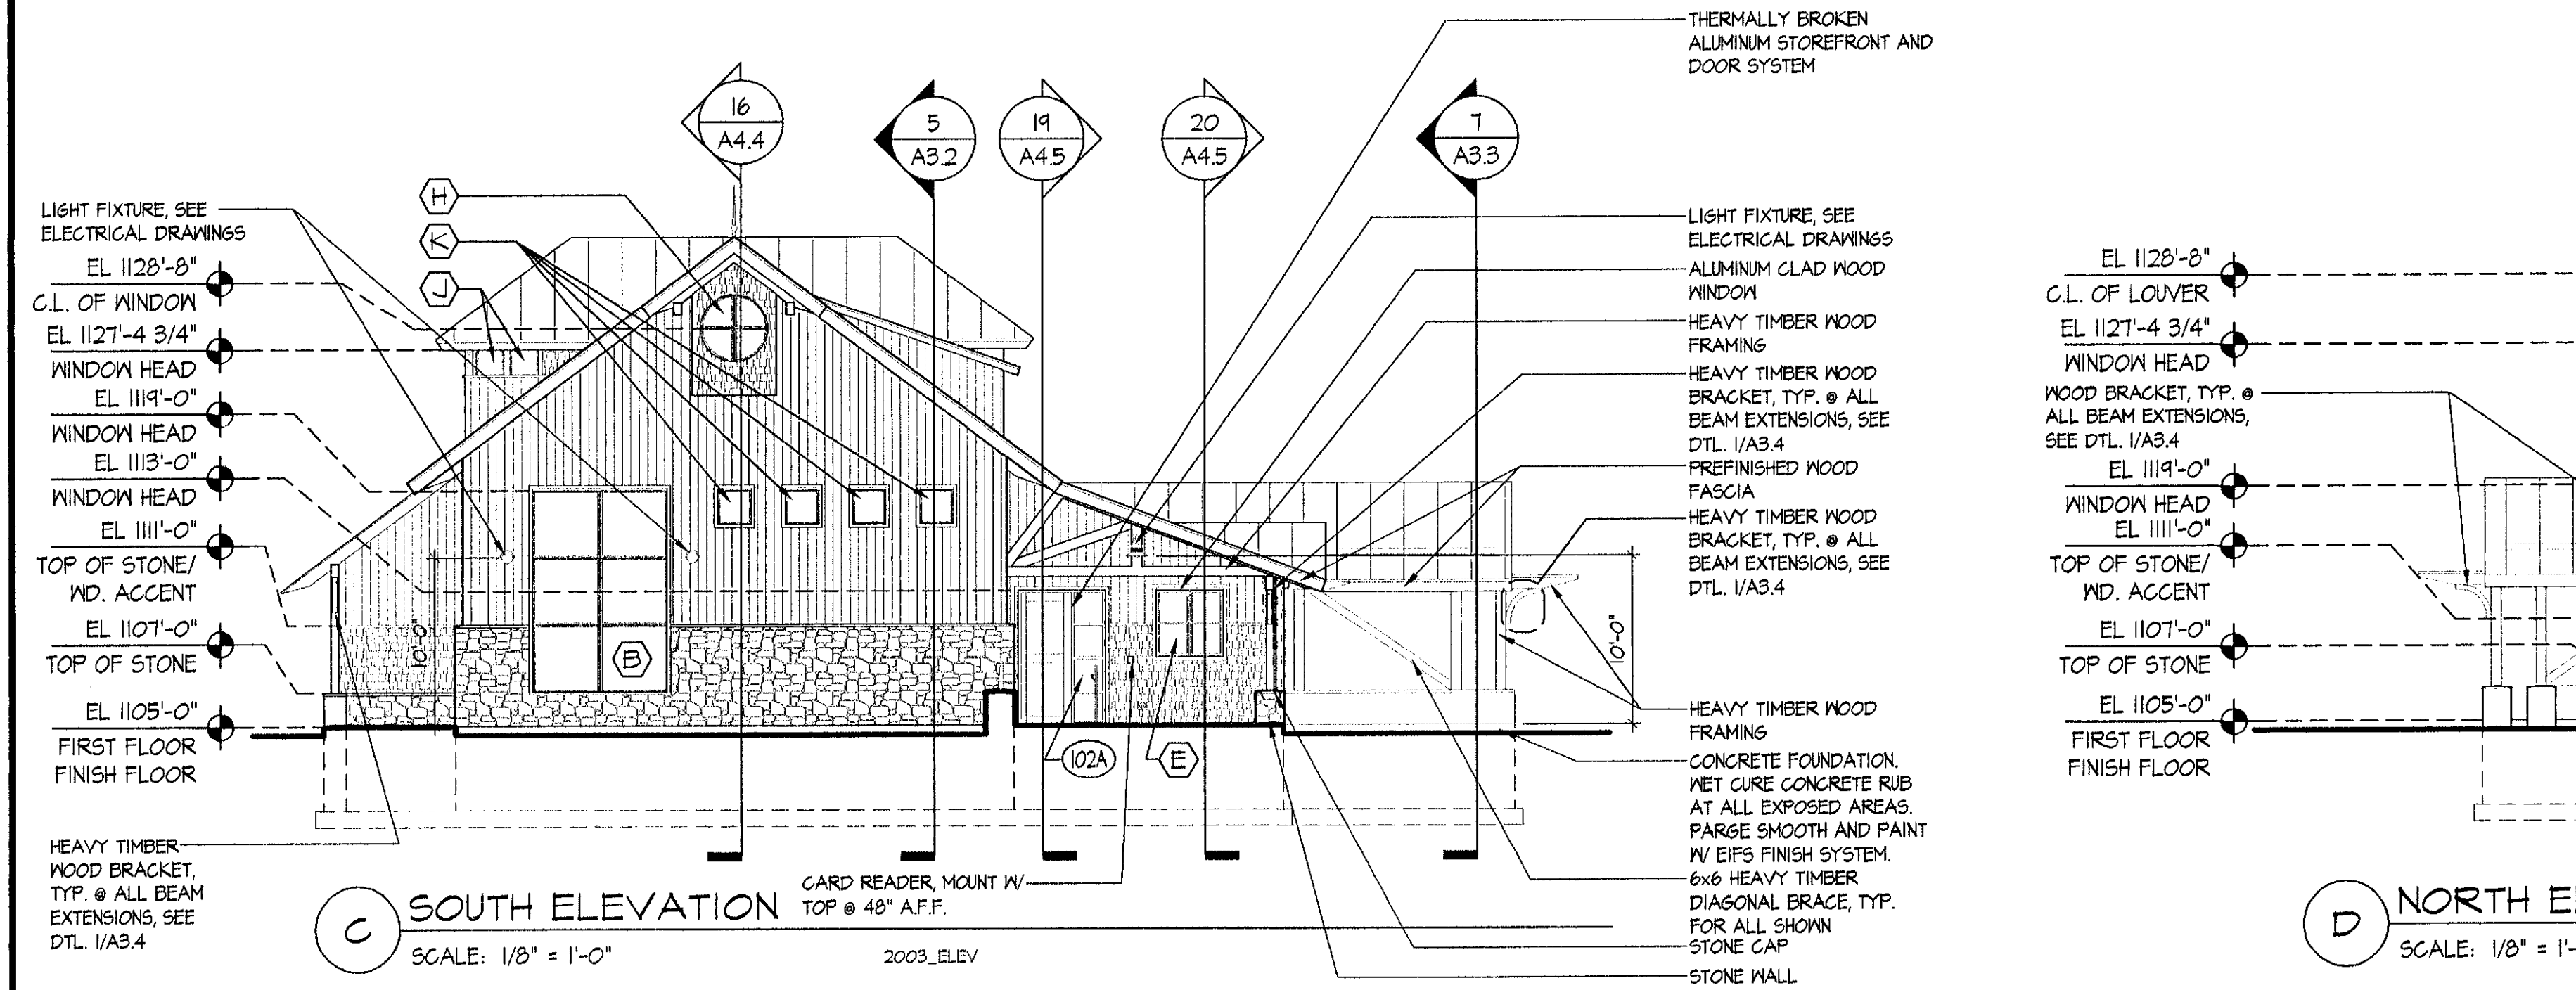 THERMALLY BROKEN
ALUMINUM STOREFRONT AND
DOOR SYSTEM
16
A4.4
5
A3.2
19
A4.5
20
A4.5
7
A3.3
H
K
J
LIGHT FIXTURE, SEE
ELECTRICAL DRAWINGS
EL 1128'-8"
C.L. OF WINDOW
EL 1127'-4 3/4"
WINDOW HEAD
EL 1119'-0"
WINDOW HEAD
EL 1113'-0"
WINDOW HEAD
EL 1111'-0"
TOP OF STONE/
WD. ACCENT
EL 1107'-0"
TOP OF STONE
EL 1105'-0"
FIRST FLOOR
FINISH FLOOR
HEAVY TIMBER
WOOD BRACKET,
TYP. @ ALL BEAM
EXTENSIONS, SEE
DTL. 1/A3.4
10'-0"
B
102A
E
10'-0"
LIGHT FIXTURE, SEE
ELECTRICAL DRAWINGS
ALUMINUM CLAD WOOD
WINDOW
HEAVY TIMBER WOOD
FRAMING
HEAVY TIMBER WOOD
BRACKET, TYP. @ ALL
BEAM EXTENSIONS, SEE
DTL. 1/A3.4
PREFINISHED WOOD
FASCIA
HEAVY TIMBER WOOD
BRACKET, TYP. @ ALL
BEAM EXTENSIONS, SEE
DTL. 1/A3.4
HEAVY TIMBER WOOD
FRAMING
CONCRETE FOUNDATION.
WET CURE CONCRETE RUB
AT ALL EXPOSED AREAS.
PARGE SMOOTH AND PAINT
W/ EIFS FINISH SYSTEM.
6x6 HEAVY TIMBER
DIAGONAL BRACE, TYP.
FOR ALL SHOWN
STONE CAP
STONE WALL
CARD READER, MOUNT W/
TOP @ 48" A.F.F.
C
SOUTH ELEVATION
SCALE: 1/8" = 1'-0"
2003_ELEV
EL 1128'-8"
C.L. OF LOUVER
EL 1127'-4 3/4"
WINDOW HEAD
WOOD BRACKET, TYP. @
ALL BEAM EXTENSIONS,
SEE DTL. 1/A3.4
EL 1119'-0"
WINDOW HEAD
EL 1111'-0"
TOP OF STONE/
WD. ACCENT
EL 1107'-0"
TOP OF STONE
EL 1105'-0"
FIRST FLOOR
FINISH FLOOR
D
NORTH E
SCALE: 1/8" = 1'-